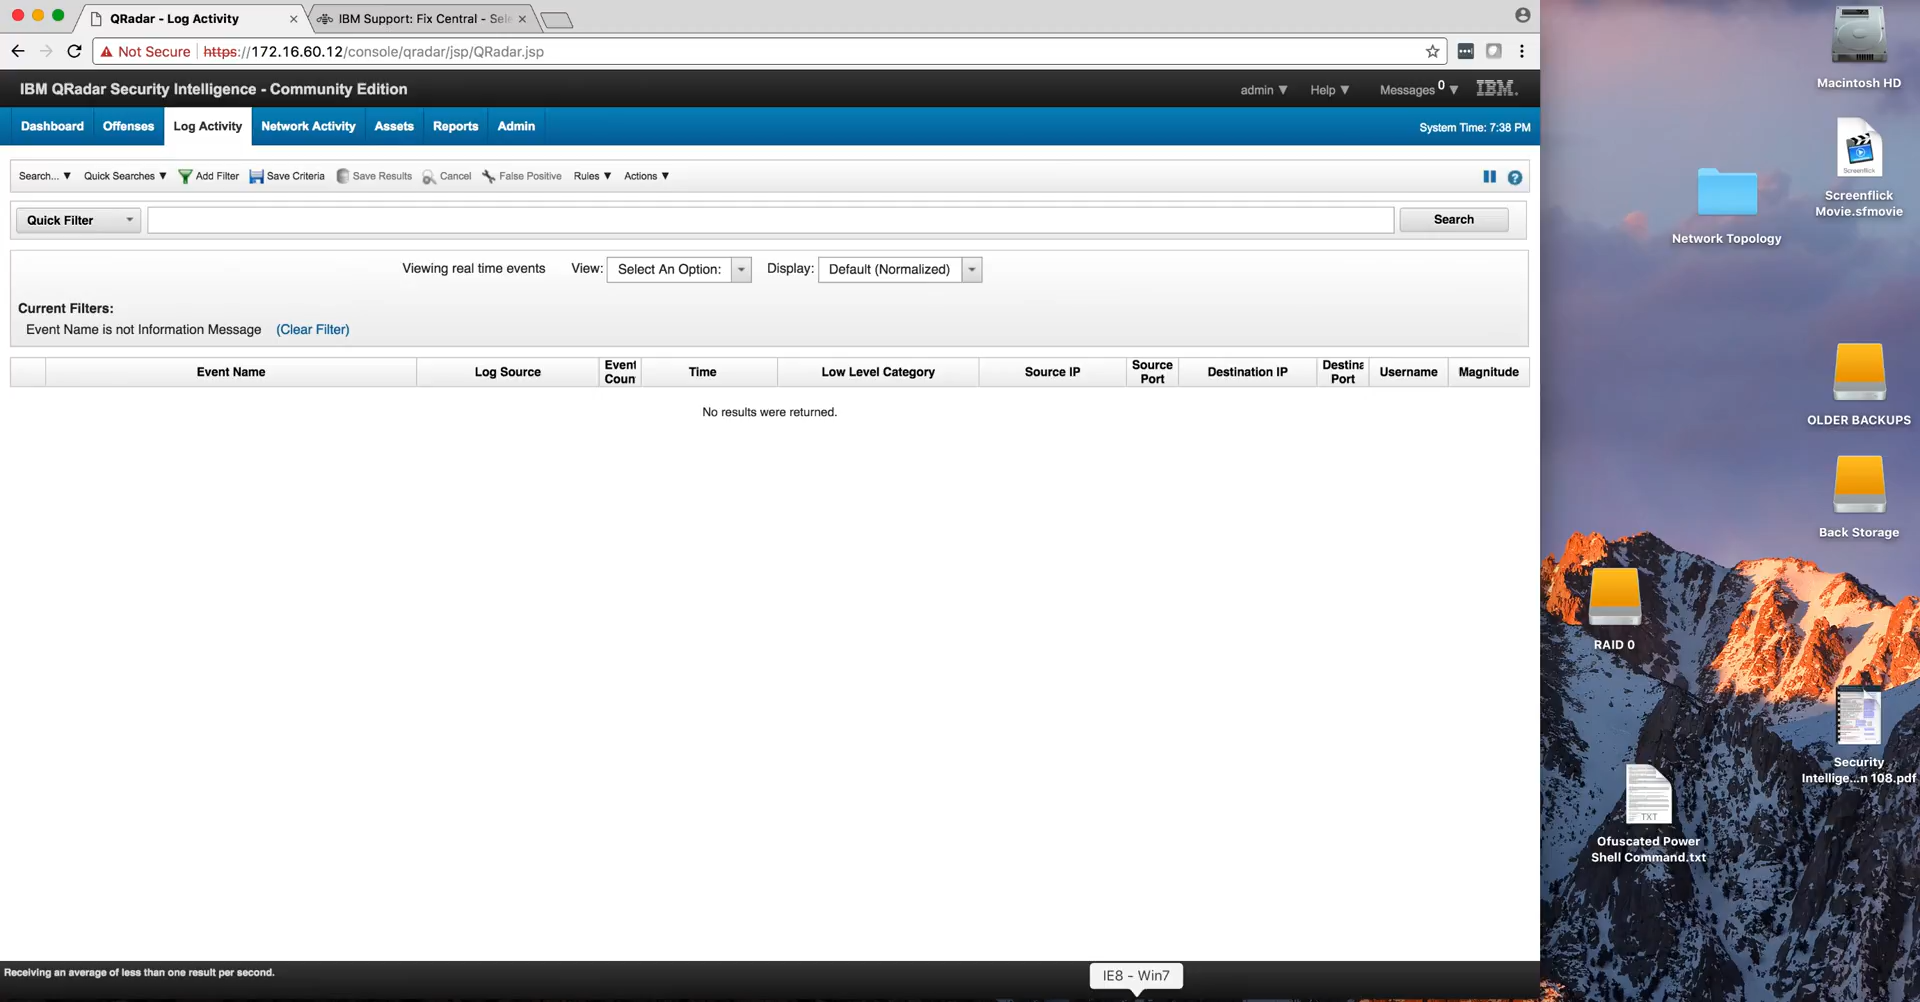 QRadar - Log Activity
IBM Support: Fix Central - Sele
Not Secure https://172.16.60.12/console/qradar/jsp/QRadar.jsp
IBM QRadar Security Intelligence - Community Edition
admin ▼ Help ▼ Messages 0 ▼ IBM.
Dashboard Offenses Log Activity Network Activity Assets Reports Admin
System Time: 7:38 PM
Search... ▼ Quick Searches ▼ Add Filter Save Criteria Save Results Cancel False Positive Rules ▼ Actions ▼
Quick Filter Search
Viewing real time events View: Select An Option: Display: Default (Normalized)
Current Filters:
Event Name is not Information Message (Clear Filter)
Event Name Log Source Event Coun Time Low Level Category Source IP Source Port Destination IP Destina Port Username Magnitude
No results were returned.
Receiving an average of less than one result per second.
IE8 - Win7
Macintosh HD
Screenflick
Screenflick
Movie.sfmovie
Network Topology
OLDER BACKUPS
Back Storage
RAID 0
Security
Intellige...n 108.pdf
TXT
Ofuscated Power
Shell Command.txt